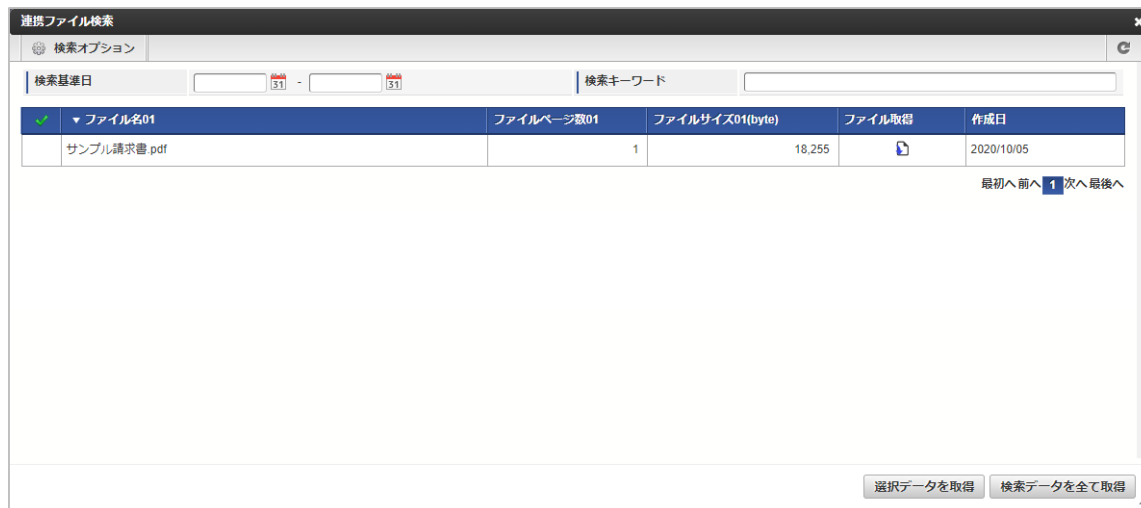 連携ファイル検索
検索オプション
検索基準日 31 - 31 検索キーワード
▼ ファイル名01 ファイルページ数01 ファイルサイズ01(byte) ファイル取得 作成日
サンプル請求書.pdf 1 18,255 2020/10/05
最初へ 前へ 1 次へ 最後へ
選択データを取得 検索データを全て取得